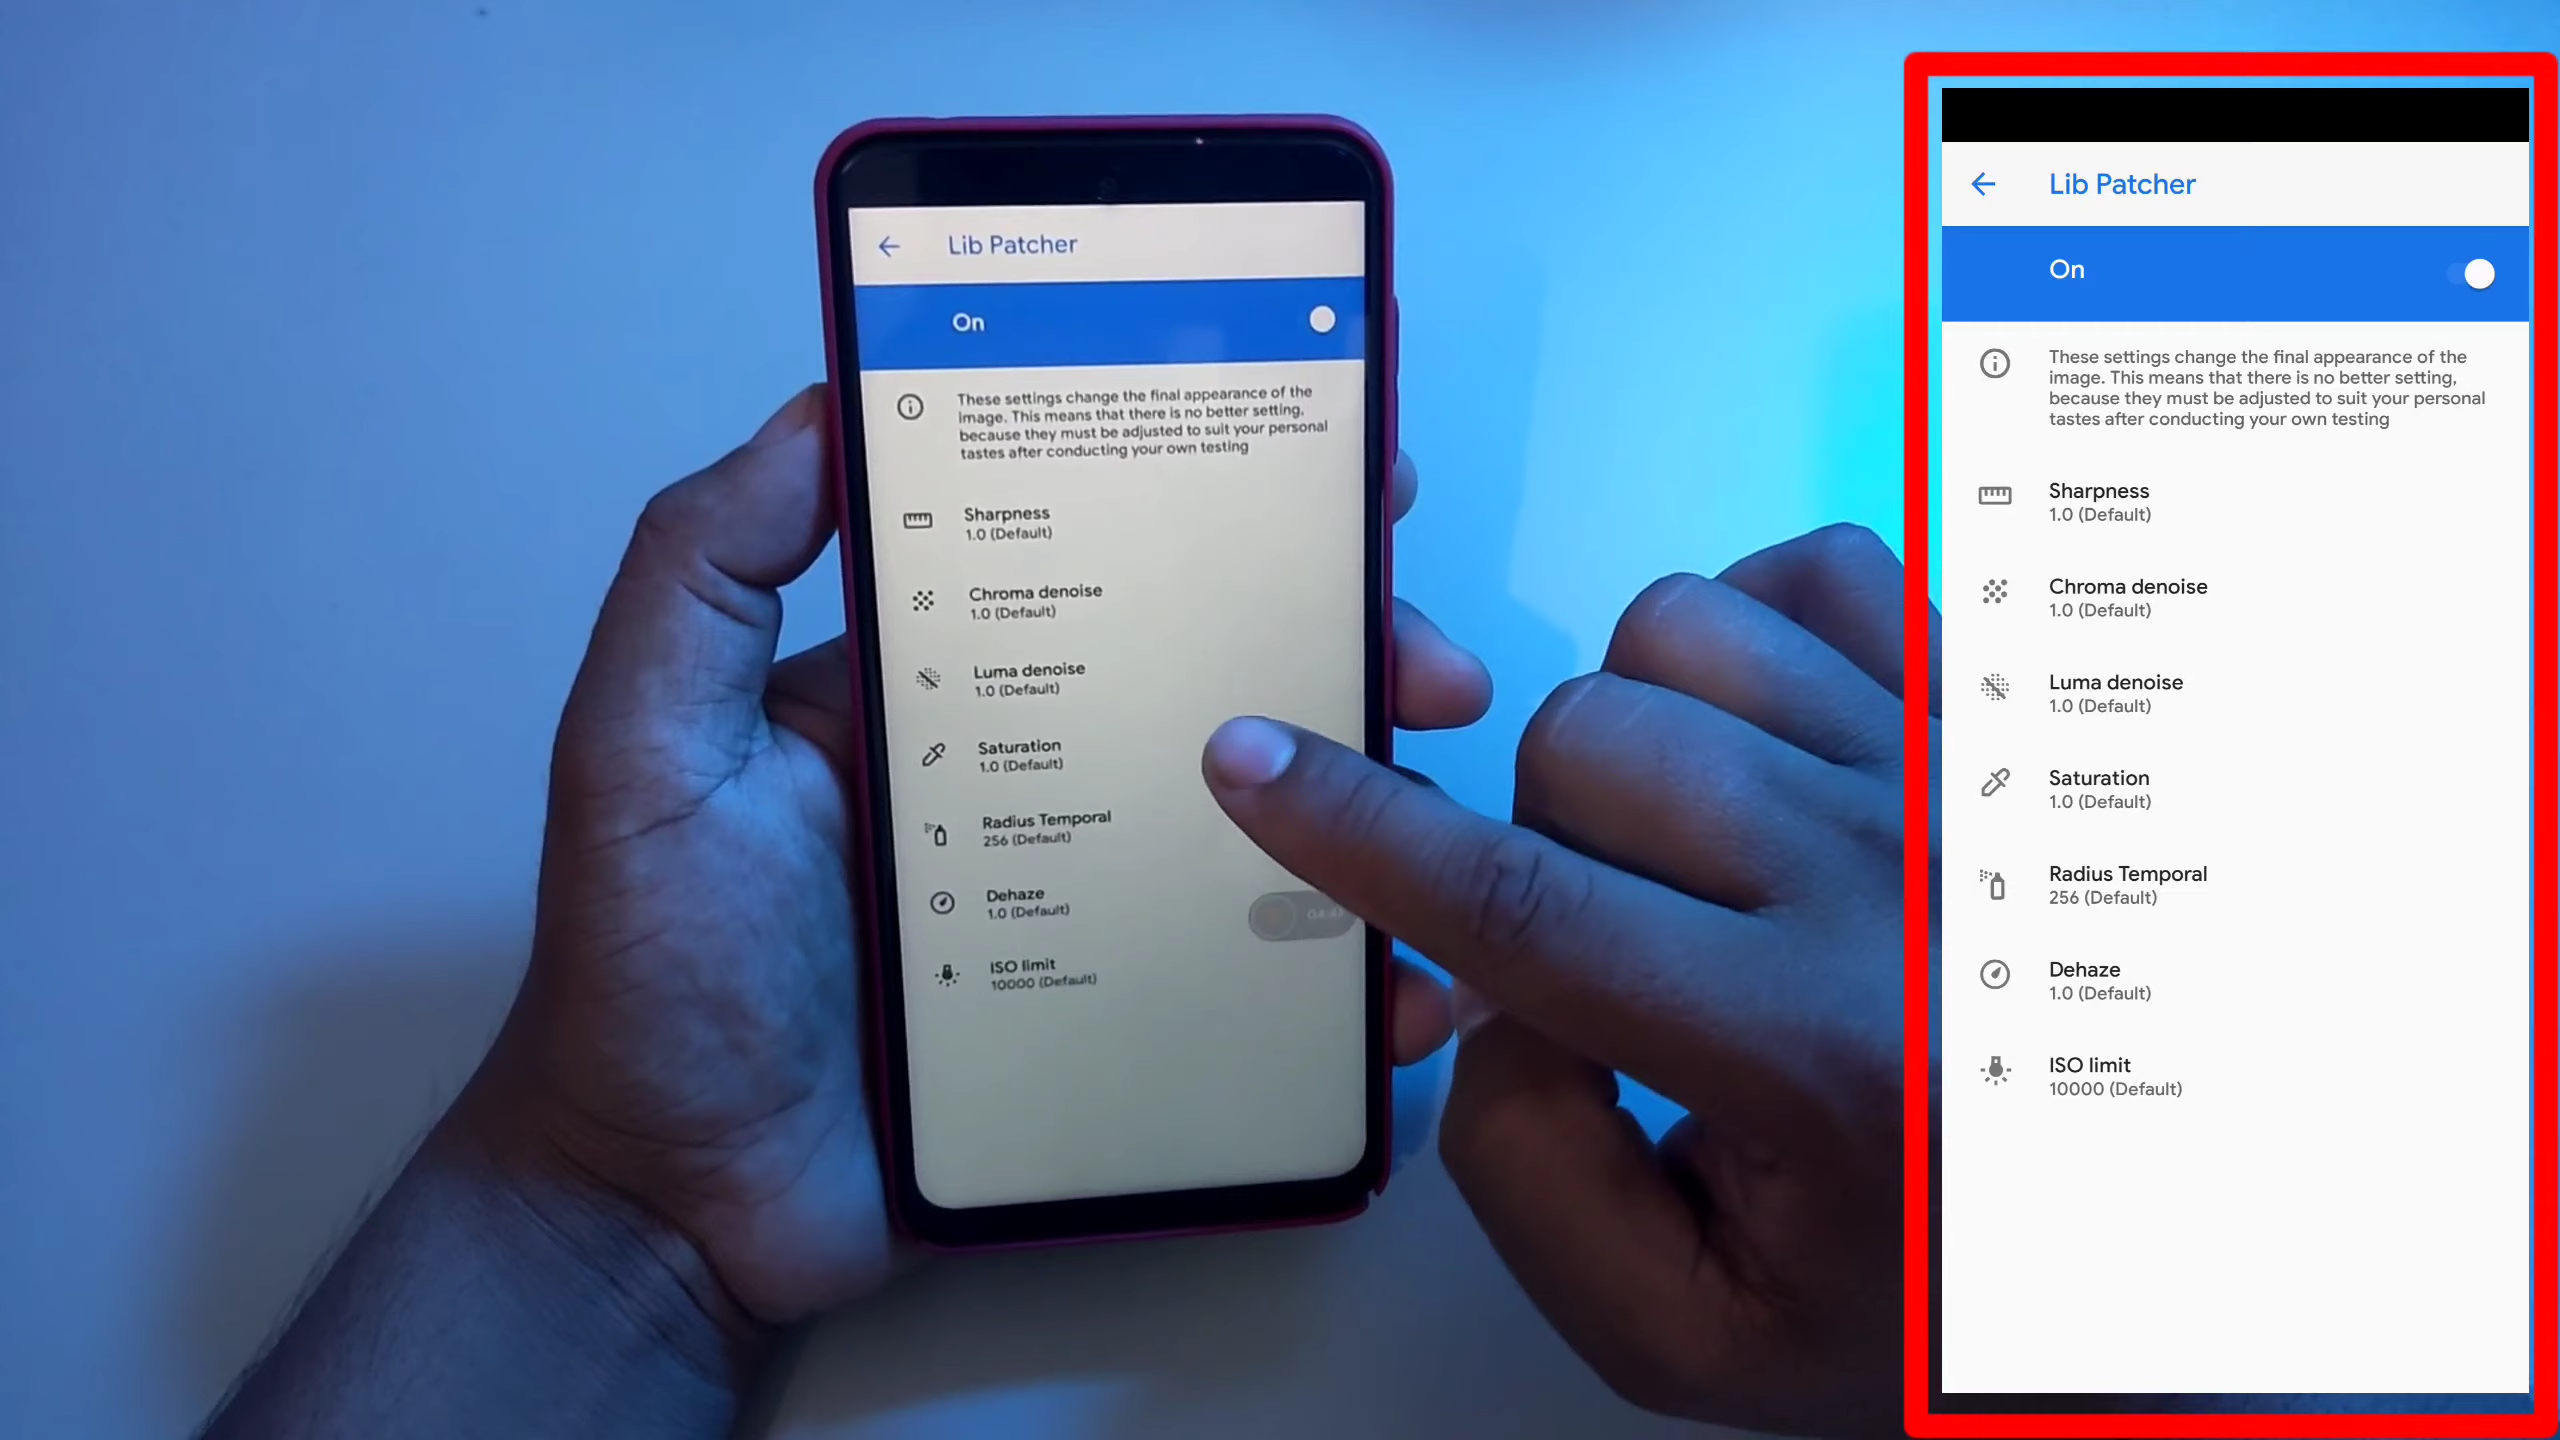 Lib Patcher
On
These settings change the final appearance of the
image. This means that there is no better setting,
because they must be adjusted to suit your personal
tastes after conducting your own testing
Sharpness
1.0 (Default)
Chroma denoise
1.0 (Default)
Luma denoise
1.0 (Default)
Saturation
1.0 (Default)
Radius Temporal
256 (Default)
Dehaze
1.0 (Default)
ISO limit
10000 (Default)
Lib Patcher
On
These settings change the final appearance of the
image. This means that there is no better setting,
because they must be adjusted to suit your personal
tastes after conducting your own testing
Sharpness
1.0 (Default)
Chroma denoise
1.0 (Default)
Luma denoise
1.0 (Default)
Saturation
1.0 (Default)
Radius Temporal
256 (Default)
Dehaze
1.0 (Default)
ISO limit
10000 (Default)